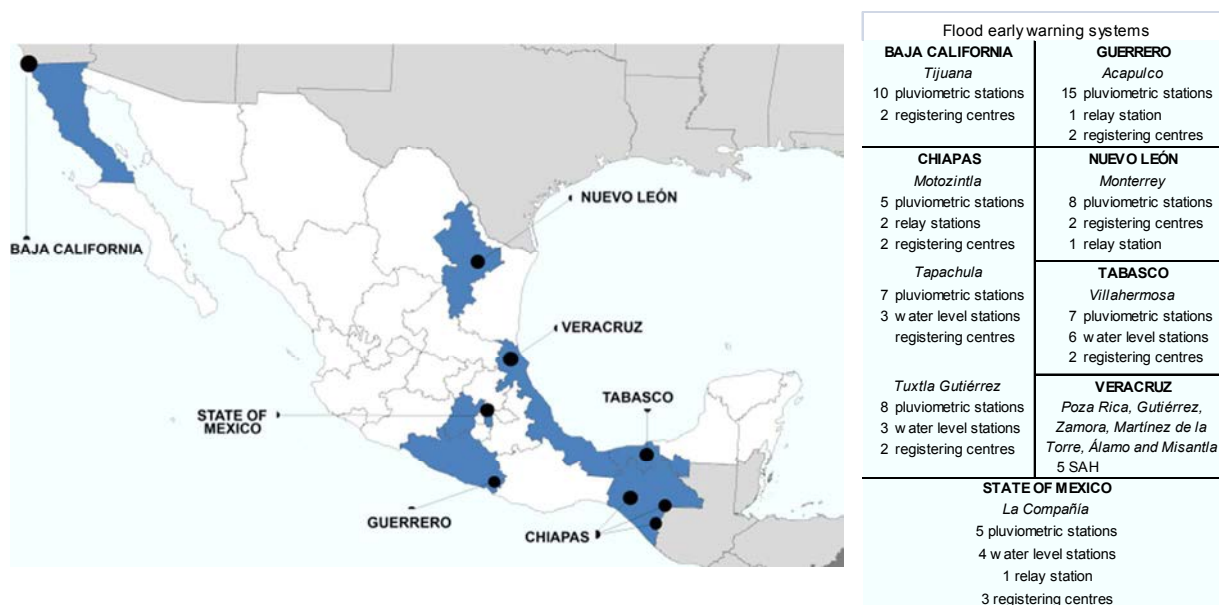 BAJA CALIFORNIA
NUEVO LEÓN
VERACRUZ
TABASCO
STATE OF
MEXICO
GUERRERO
CHIAPAS
Flood early warning systems
BAJA CALIFORNIA
Tijuana
10 pluviometric stations
2 registering centres
GUERRERO
Acapulco
15 pluviometric stations
1 relay station
2 registering centres
CHIAPAS
Motozintla
5 pluviometric stations
2 relay stations
2 registering centres
Tapachula
7 pluviometric stations
3 water level stations
registering centres
Tuxtla Gutiérrez
8 pluviometric stations
3 water level stations
2 registering centres
NUEVO LEÓN
Monterrey
8 pluviometric stations
2 registering centres
1 relay station
TABASCO
Villahermosa
7 pluviometric stations
6 water level stations
2 registering centres
VERACRUZ
Poza Rica, Gutiérrez,
Zamora, Martínez de la
Torre, Álamo and Misantla
5 SAH
STATE OF MEXICO
La Compañía
5 pluviometric stations
4 water level stations
1 relay station
3 registering centres